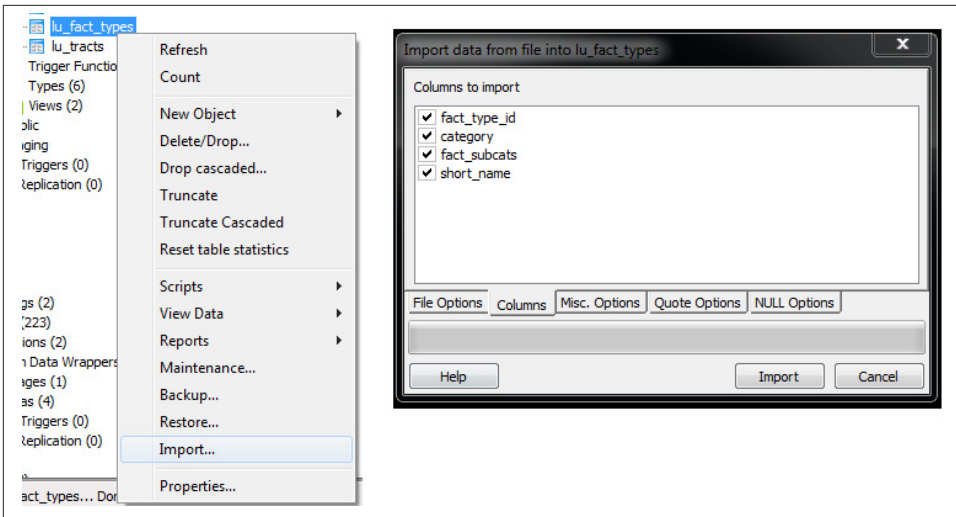 lu_fact_types
lu_tracts
Trigger Functio
Types (6)
Views (2)
olic
aging
Triggers (0)
Replication (0)
gs (2)
(223)
ions (2)
n Data Wrappers
ages (1)
as (4)
Triggers (0)
Replication (0)
act_types... Dor
Refresh
Count
New Object
Delete/Drop...
Drop cascaded...
Truncate
Truncate Cascaded
Reset table statistics
Scripts
View Data
Reports
Maintenance...
Backup...
Restore...
Import...
Properties...
Import data from file into lu_fact_types
Columns to import
fact_type_id
category
fact_subcats
short_name
File Options Columns Misc. Options Quote Options NULL Options
Help Import Cancel